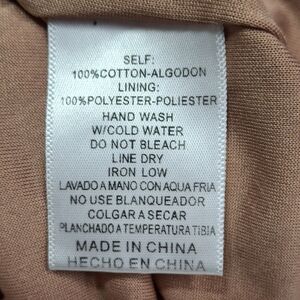 SELF:
100%COTTON-ALGODON
LINING:
100%POLYESTER-POLIESTER
HAND WASH
W/COLD WATER
DO NOT BLEACH
LINE DRY
IRON LOW
LAVADO A MANO CON AQUA FRIA
NO USE BLANQUEADOR
COLGAR A SECAR
PLANCHADO A TEMPERATURA TIBIA
MADE IN CHINA
HECHO EN CHINA